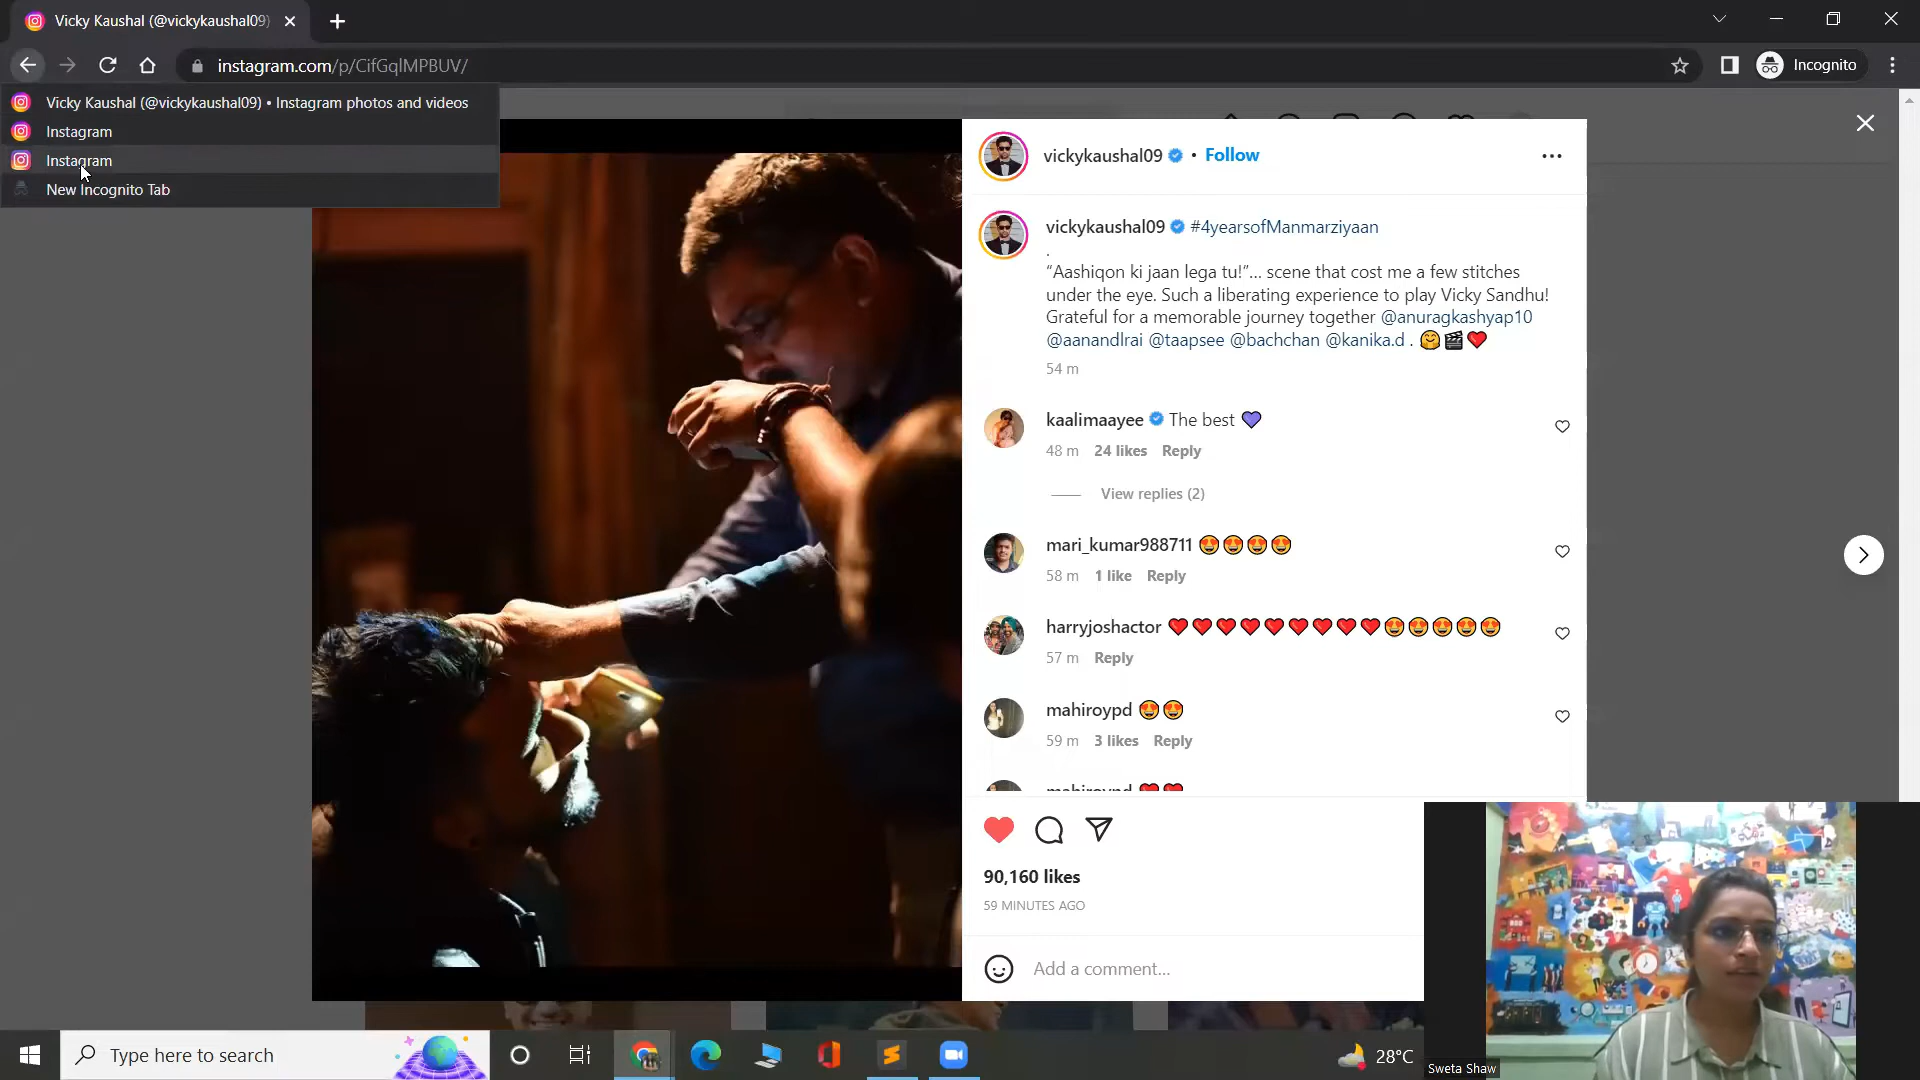 Vicky Kaushal (@vickykaushal09)
instagram.com/p/CifGqlMPBUV/
Incognito
Vicky Kaushal (@vickykaushal09) • Instagram photos and videos
Instagram
Instagram
New Incognito Tab
vickykaushal09 • Follow
vickykaushal09 #4yearsofManmarziyaan
.
“Aashiqon ki jaan lega tu!”... scene that cost me a few stitches
under the eye. Such a liberating experience to play Vicky Sandhu!
Grateful for a memorable journey together @anuragkashyap10
@aanandlrai @taapsee @bachchan @kanika.d . 🤗🎬❤️
54 m
kaalimaayee The best 💜
48 m 24 likes Reply
View replies (2)
mari_kumar988711 😍😍😍😍
58 m 1 like Reply
harryjoshactor ❤️❤️❤️❤️❤️❤️❤️❤️❤️😍😍😍😍😍
57 m Reply
mahiroypd 😍😍
59 m 3 likes Reply
mahiroypd ❤️❤️
90,160 likes
59 MINUTES AGO
Add a comment...
Type here to search
28°C
Sweta Shaw